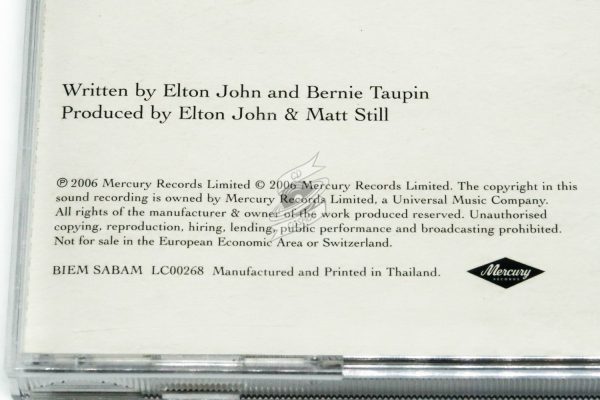 Written by Elton John and Bernie Taupin
Produced by Elton John & Matt Still
℗ 2006 Mercury Records Limited © 2006 Mercury Records Limited. The copyright in this
sound recording is owned by Mercury Records Limited, a Universal Music Company.
All rights of the manufacturer & owner of the work produced reserved. Unauthorised
copying, reproduction, hiring, lending, public performance and broadcasting prohibited.
Not for sale in the European Economic Area or Switzerland.
BIEM SABAM LC00268 Manufactured and Printed in Thailand.
Mercury
RECORDS
CD